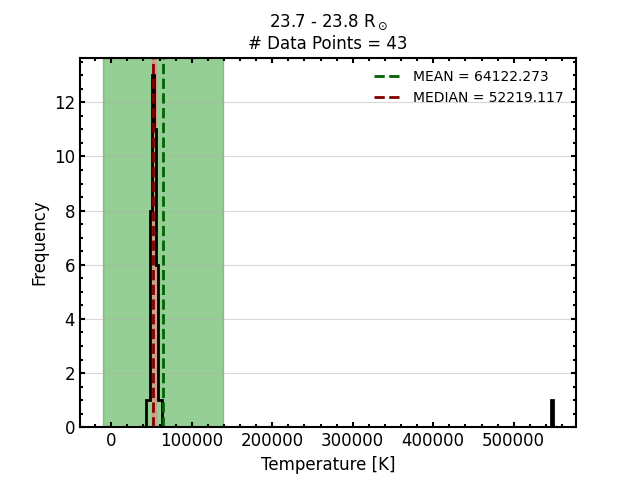 23.7 - 23.8 R☉
# Data Points = 43
MEAN = 64122.273
MEDIAN = 52219.117
Frequency
12
10
8
6
4
2
0
0 100000 200000 300000 400000 500000
Temperature [K]